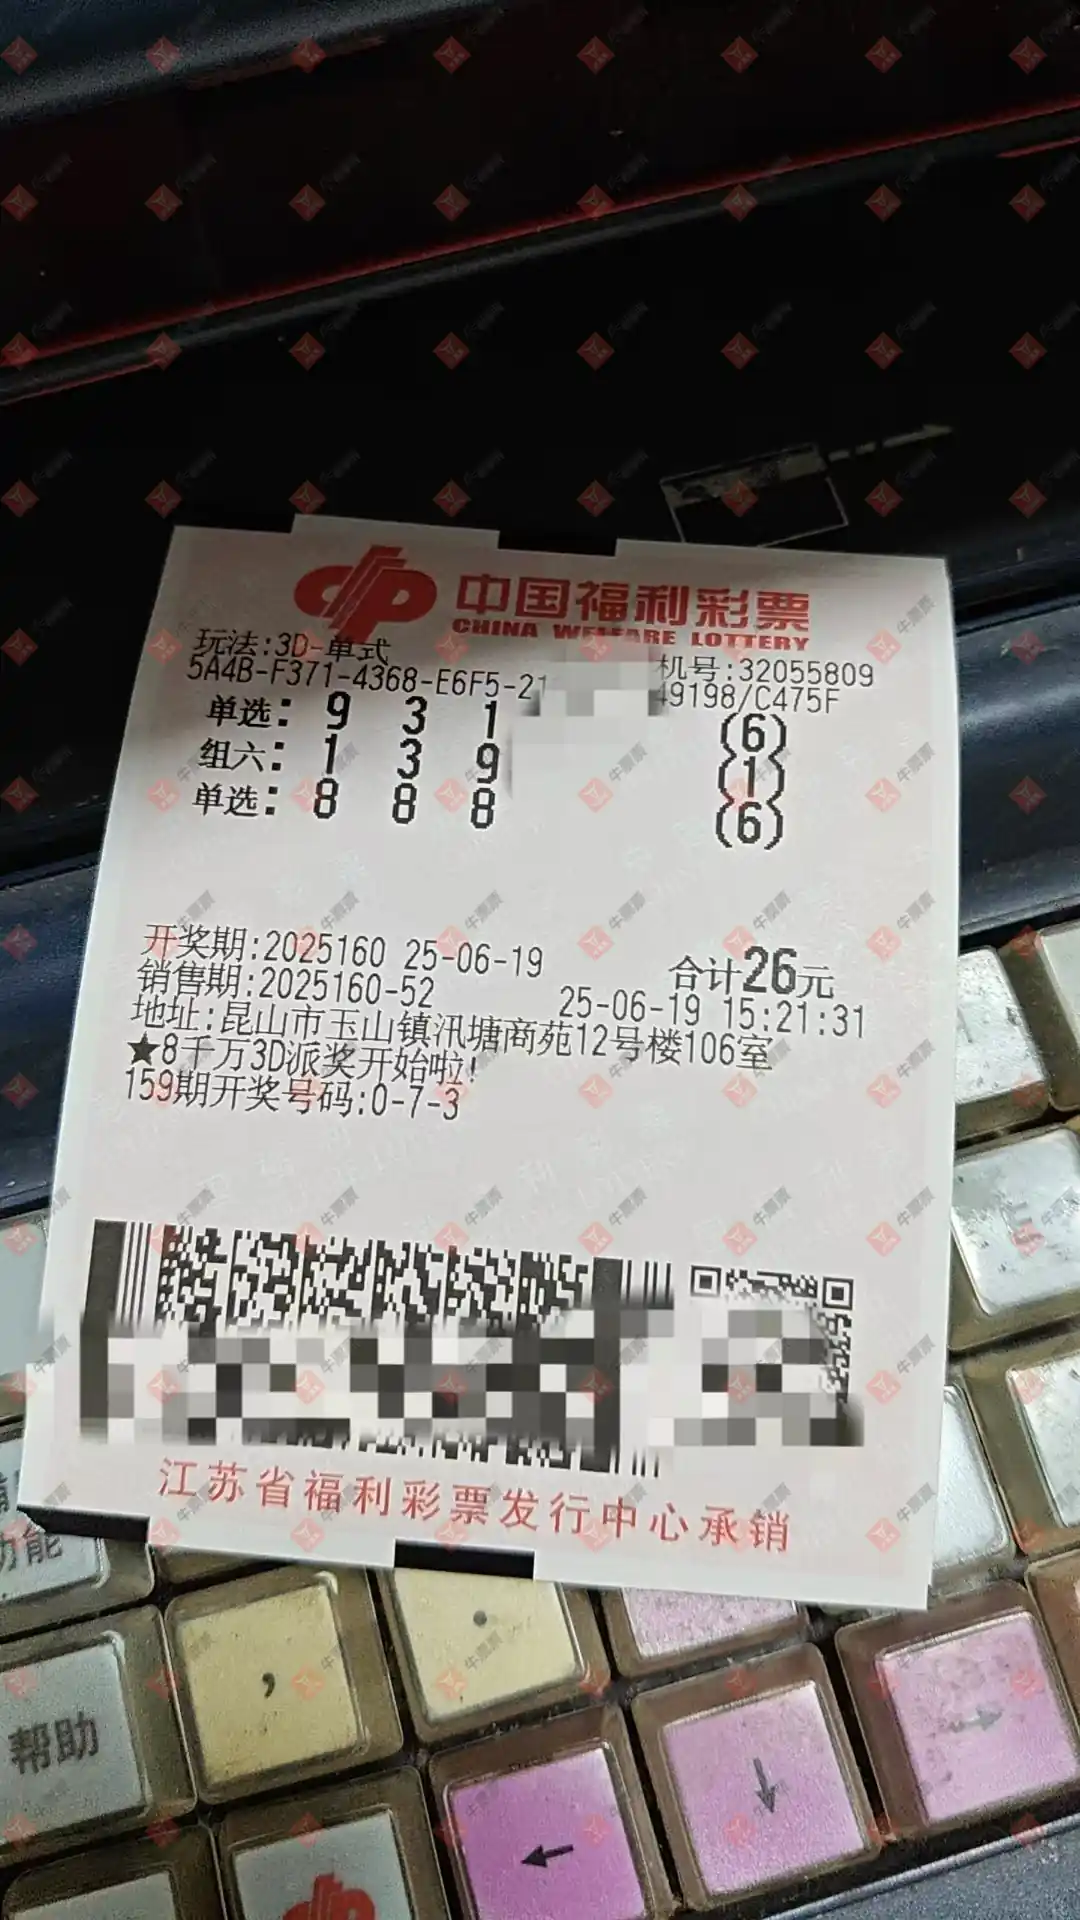 中国福利彩票
CHINA WELFARE LOTTERY
玩法:3D-单式
机号:32055809
5A4B-F371-4368-E6F5-21
49198/C475F
单选: 9 3 1 (6)
组六: 1 3 9 (1)
单选: 8 8 8 (6)
开奖期:2025160 25-06-19
合计26元
销售期:2025160-52
25-06-19 15:21:31
地址:昆山市玉山镇汛塘商苑12号楼106室
★8千万3D派奖开始啦!
159期开奖号码:0-7-3
江苏省福利彩票发行中心承销
功能
帮助
,
.
←
↓
→
牛票票